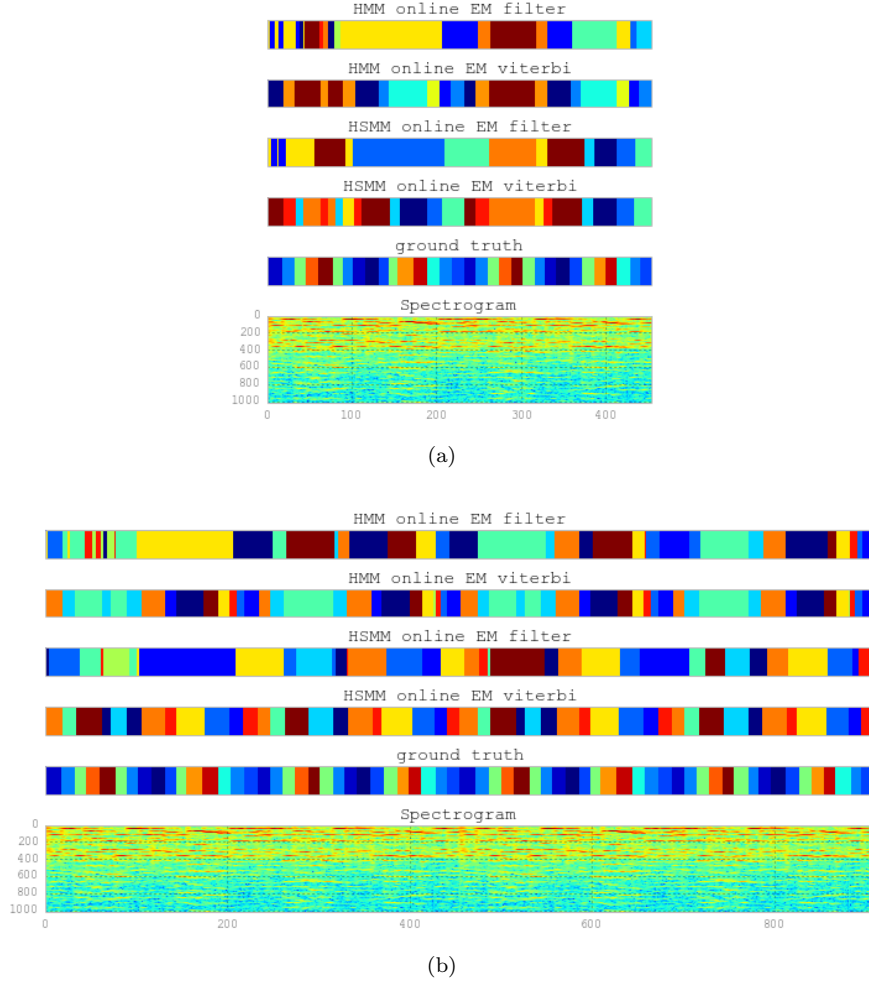 HMM online EM filter
HMM online EM viterbi
HSMM online EM filter
HSMM online EM viterbi
ground truth
Spectrogram
0
200
400
600
800
1000
0 100 200 300 400
(a)
HMM online EM filter
HMM online EM viterbi
HSMM online EM filter
HSMM online EM viterbi
ground truth
Spectrogram
0
200
400
600
800
1000
0 200 400 600 800
(b)